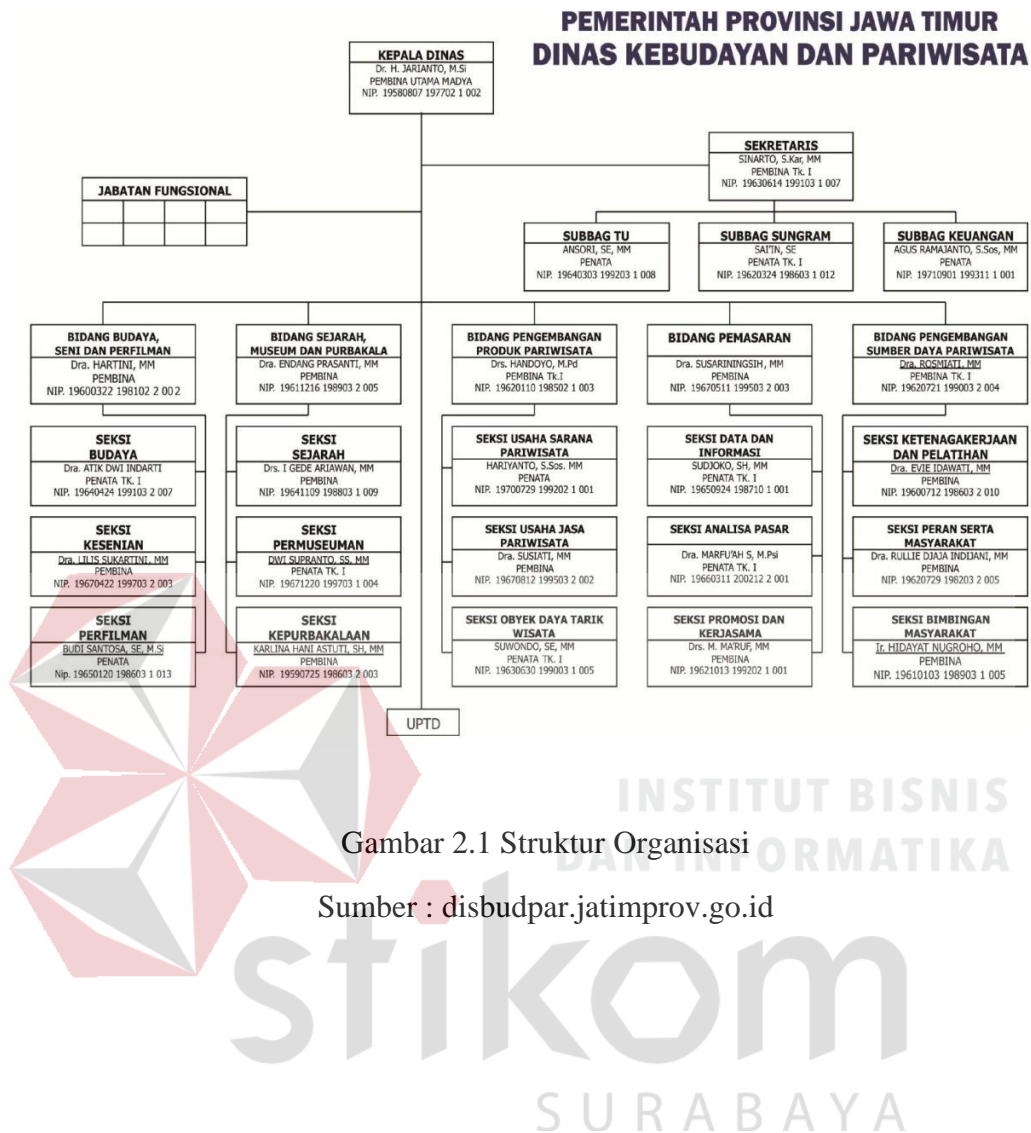 PEMERINTAH PROVINSI JAWA TIMUR
DINAS KEBUDAYAN DAN PARIWISATA
KEPALA DINAS
Dr. H. JARIANTO, M.Si
PEMBINA UTAMA MADYA
NIP. 19580807 197702 1 002
SEKRETARIS
SINARTO, S.Kar, MM
PEMBINA Tk. I
NIP. 19630614 199103 1 007
JABATAN FUNGSIONAL
SUBBAG TU
ANSORI, SE, MM
PENATA
NIP. 19640303 199203 1 008
SUBBAG SUNGRAM
SAI'IN, SE
PENATA TK. I
NIP. 19620324 198603 1 012
SUBBAG KEUANGAN
AGUS RAMAJANTO, S.Sos, MM
PENATA
NIP. 19710901 199311 1 001
BIDANG BUDAYA,
SENI DAN PERFILMAN
Dra. HARTINI, MM
PEMBINA
NIP. 19600322 198102 2 002
BIDANG SEJARAH,
MUSEUM DAN PURBAKALA
Dra. ENDANG PRASANTI, MM
PEMBINA
NIP. 19611216 198903 2 005
BIDANG PENGEMBANGAN
PRODUK PARIWISATA
Drs. HANDOYO, M.Pd
PEMBINA Tk.I
NIP. 19620110 198502 1 003
BIDANG PEMASARAN
Dra. SUSARININGSIH, MM
PEMBINA
NIP. 19670511 199503 2 003
BIDANG PENGEMBANGAN
SUMBER DAYA PARIWISATA
Dra. ROSMIATI, MM
PEMBINA TK. I
NIP. 19620721 199003 2 004
SEKSI
BUDAYA
Dra. ATIK DWI INDARTI
PENATA TK. I
NIP. 19640424 199103 2 007
SEKSI
SEJARAH
Drs. I GEDE ARIAWAN, MM
PEMBINA
NIP. 19641109 198803 1 009
SEKSI USAHA SARANA
PARIWISATA
HARIYANTO, S.Sos. MM
PENATA
NIP. 19700729 199202 1 001
SEKSI DATA DAN
INFORMASI
SUDJOKO, SH, MM
PENATA TK. I
NIP. 19650924 198710 1 001
SEKSI KETENAGAKERJAAN
DAN PELATIHAN
Dra. EVIE IDAWATI, MM
PEMBINA
NIP. 19600712 198603 2 010
SEKSI
KESENIAN
Dra. LILIS SUKARTINI, MM
PEMBINA
NIP. 19670422 199703 2 003
SEKSI
PERMUSEUMAN
DWI SUPRANTO, SS, MM
PENATA TK. I
NIP. 19671220 199703 1 004
SEKSI USAHA JASA
PARIWISATA
Dra. SUSIATI, MM
PEMBINA
NIP. 19670812 199503 2 002
SEKSI ANALISA PASAR
Dra. MARFU'AH S, M.Psi
PENATA TK. I
NIP. 19660311 200212 2 001
SEKSI PERAN SERTA
MASYARAKAT
Dra. RULLIE DJAJA INDIJANI, MM
PEMBINA
NIP. 19620729 198203 2 005
SEKSI
PERFILMAN
BUDI SANTOSA, SE, M.Si
PENATA
Nip. 19650120 198603 1 013
SEKSI
KEPURBAKALAAN
KARLINA HANI ASTUTI, SH, MM
PEMBINA
NIP. 19590725 198603 2 003
SEKSI OBYEK DAYA TARIK
WISATA
SUWONDO, SE, MM
PENATA TK. I
NIP. 19630630 199003 1 005
SEKSI PROMOSI DAN
KERJASAMA
Drs. M. MA'RUF, MM
PEMBINA
NIP. 19621013 199202 1 001
SEKSI BIMBINGAN
MASYARAKAT
Ir. HIDAYAT NUGROHO, MM
PEMBINA
NIP. 19610103 198903 1 005
UPTD
INSTITUT BISNIS
DAN INFORMATIKA
Gambar 2.1 Struktur Organisasi
Sumber : disbudpar.jatimprov.go.id
stikom
SURABAYA